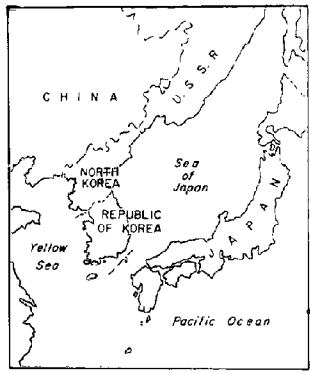 U.S.S.R
CHINA
NORTH
KOREA
Sea
of
Japan
REPUBLIC
OF KOREA
JAPAN
Yellow
Sea
Pacific Ocean